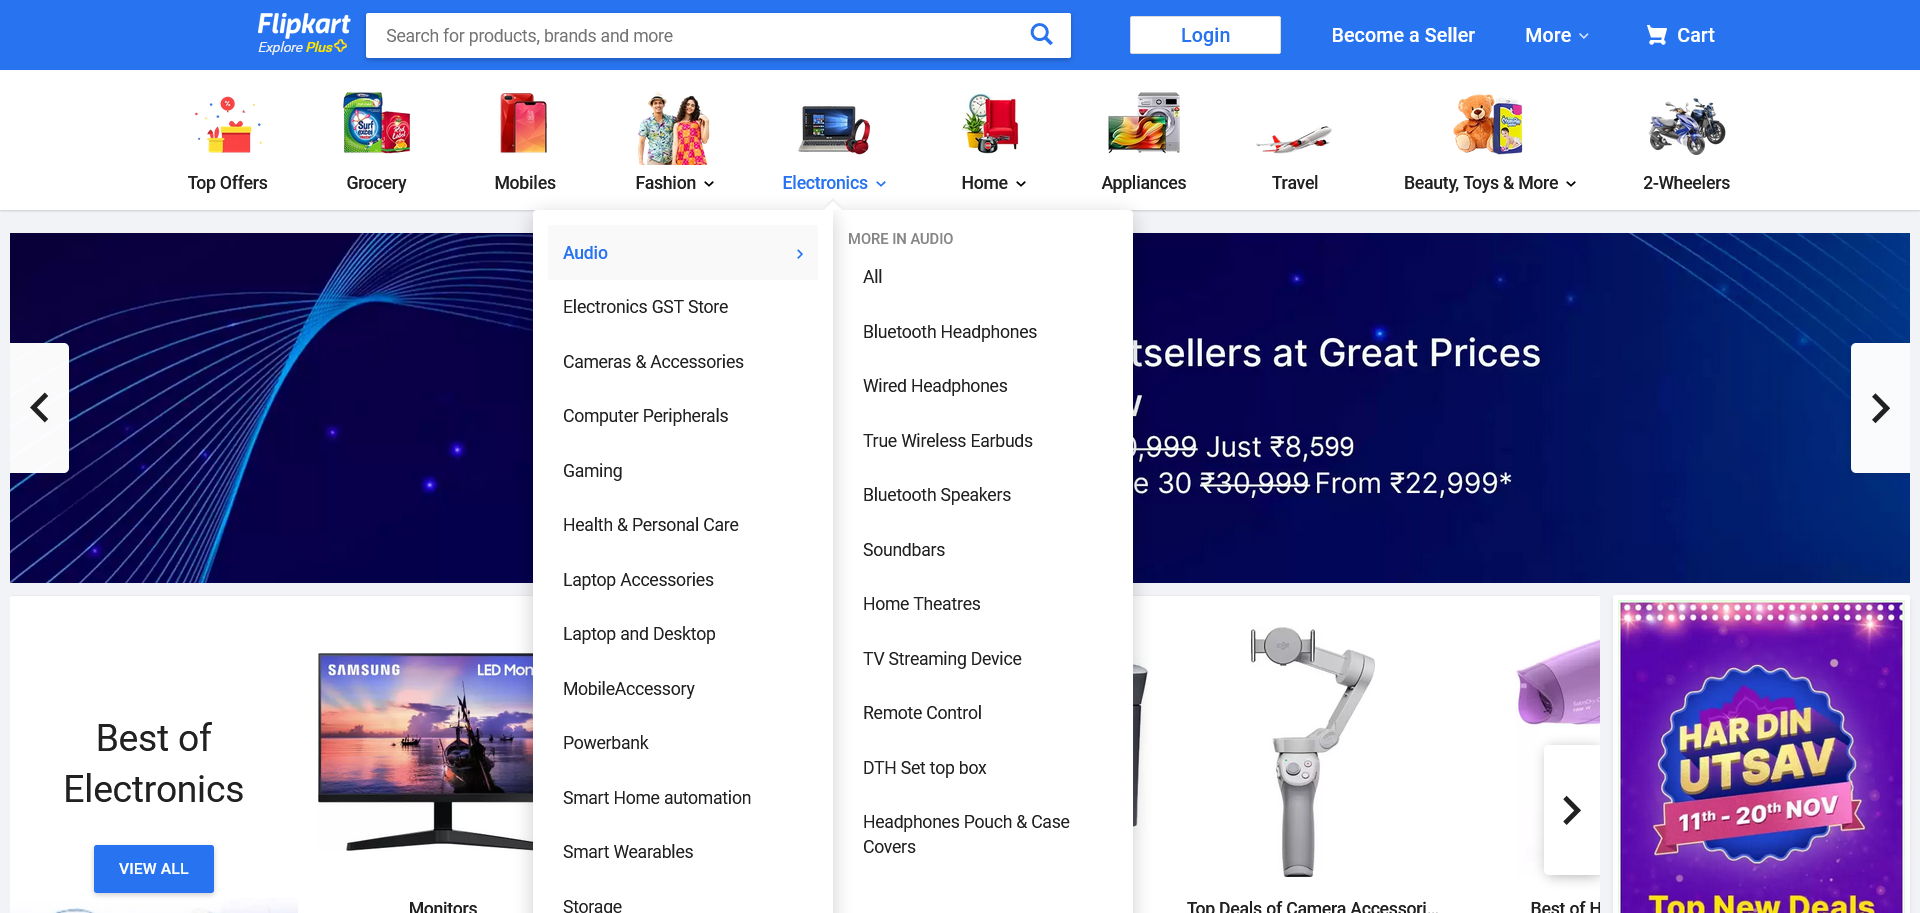 Flipkart
Explore Plus
Search for products, brands and more
Login
Become a Seller
More
Cart
Top Offers
Grocery
Mobiles
Fashion
Electronics
Home
Appliances
Travel
Beauty, Toys & More
2-Wheelers
Audio
Electronics GST Store
Cameras & Accessories
Computer Peripherals
Gaming
Health & Personal Care
Laptop Accessories
Laptop and Desktop
MobileAccessory
Powerbank
Smart Home automation
Smart Wearables
Storage
MORE IN AUDIO
All
Bluetooth Headphones
Wired Headphones
True Wireless Earbuds
Bluetooth Speakers
Soundbars
Home Theatres
TV Streaming Device
Remote Control
DTH Set top box
Headphones Pouch & Case
Covers
tsellers at Great Prices
,999 Just ₹8,599
e 30 ₹30,999 From ₹22,999*
Best of
Electronics
VIEW ALL
SAMSUNG
LED Mon
Monitors
Top Deals of Camera Accessori...
Best of H
HAR DIN
UTSAV
11th - 20th NOV
Top New Deals
Surf
excel